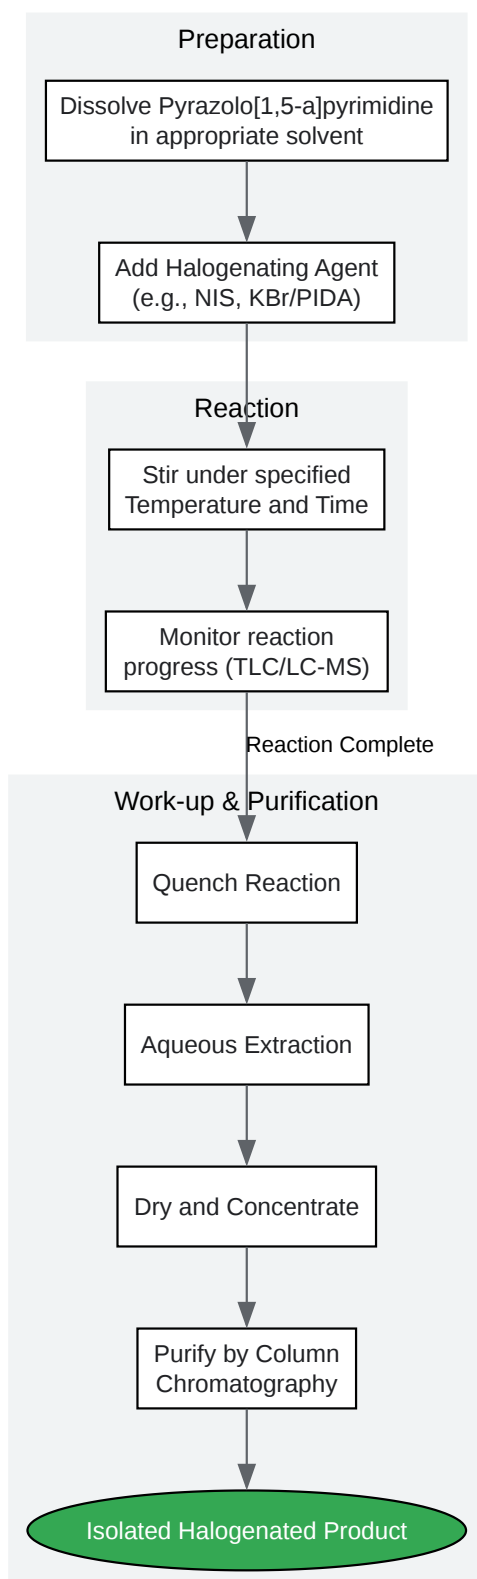 Preparation
Dissolve Pyrazolo[1,5-a]pyrimidine
in appropriate solvent
Add Halogenating Agent
(e.g., NIS, KBr/PIDA)
Reaction
Stir under specified
Temperature and Time
Monitor reaction
progress (TLC/LC-MS)
Reaction Complete
Work-up & Purification
Quench Reaction
Aqueous Extraction
Dry and Concentrate
Purify by Column
Chromatography
Isolated Halogenated Product